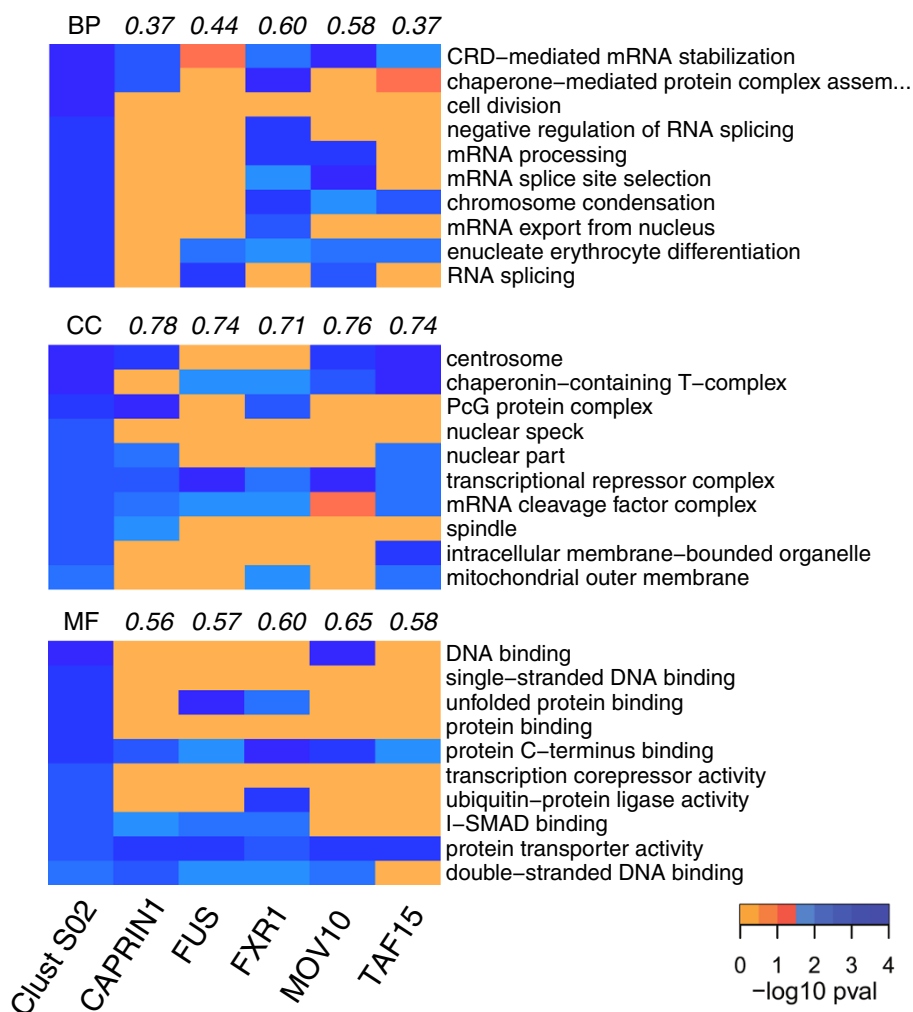 BP 0.37 0.44 0.60 0.58 0.37
CRD−mediated mRNA stabilization
chaperone−mediated protein complex assem...
cell division
negative regulation of RNA splicing
mRNA processing
mRNA splice site selection
chromosome condensation
mRNA export from nucleus
enucleate erythrocyte differentiation
RNA splicing
CC 0.78 0.74 0.71 0.76 0.74
centrosome
chaperonin−containing T−complex
PcG protein complex
nuclear speck
nuclear part
transcriptional repressor complex
mRNA cleavage factor complex
spindle
intracellular membrane−bounded organelle
mitochondrial outer membrane
MF 0.56 0.57 0.60 0.65 0.58
DNA binding
single−stranded DNA binding
unfolded protein binding
protein binding
protein C−terminus binding
transcription corepressor activity
ubiquitin−protein ligase activity
I−SMAD binding
protein transporter activity
double−stranded DNA binding
Clust S02 CAPRIN1 FUS FXR1 MOV10 TAF15
0 1 2 3 4
−log10 pval